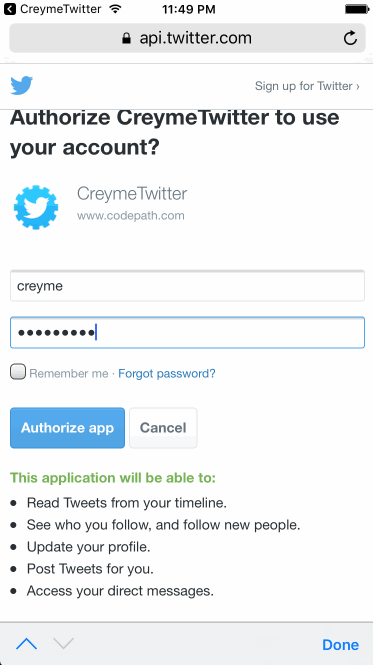 CreymeTwitter 11:49 PM
api.twitter.com
Sign up for Twitter ›
Authorize CreymeTwitter to use
your account?
CreymeTwitter
www.codepath.com
creyme
●●●●●●●●●
Remember me · Forgot password?
Authorize app Cancel
This application will be able to:
● Read Tweets from your timeline.
● See who you follow, and follow new people.
● Update your profile.
● Post Tweets for you.
● Access your direct messages.
Done